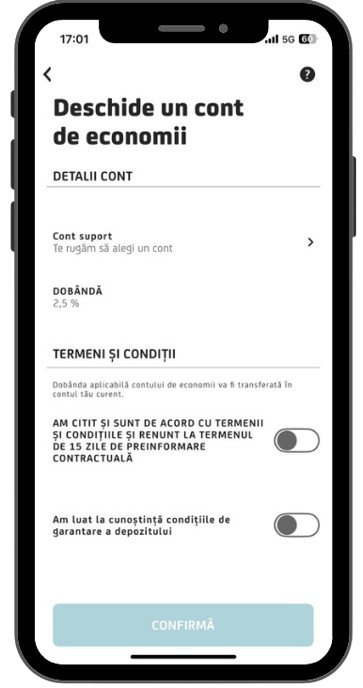 17:01
5G 60
?
Deschide un cont
de economii
DETALII CONT
Cont suport
Te rugăm să alegi un cont
DOBÂNDĂ
2,5 %
TERMENI ȘI CONDIȚII
Dobânda aplicabilă contului de economii va fi transferată în
contul tău curent.
AM CITIT ȘI SUNT DE ACORD CU TERMENII
ȘI CONDIȚIILE ȘI RENUNT LA TERMENUL
DE 15 ZILE DE PREINFORMARE
CONTRACTUALĂ
Am luat la cunoștință condițiile de
garantare a depozitului
CONFIRMĂ